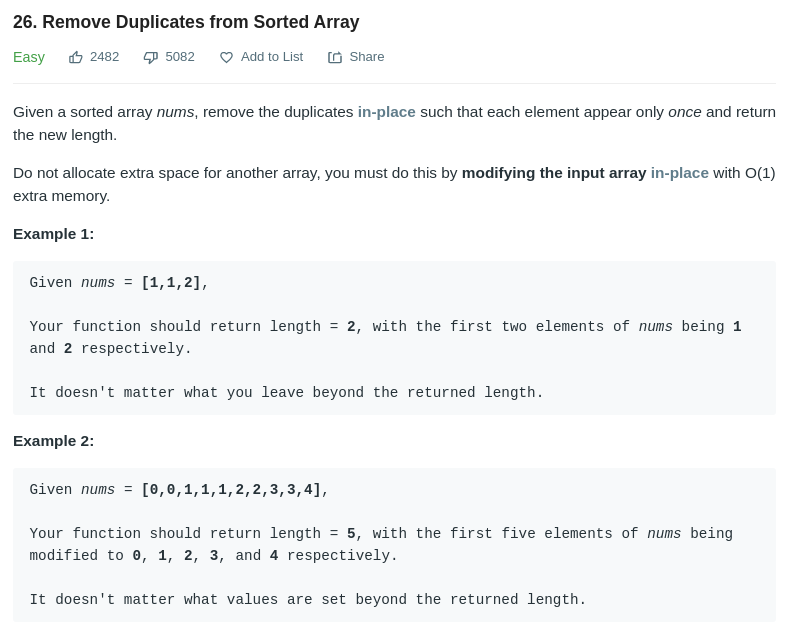 26. Remove Duplicates from Sorted Array
Easy 2482 5082 Add to List Share
Given a sorted array nums, remove the duplicates in-place such that each element appear only once and return
the new length.
Do not allocate extra space for another array, you must do this by modifying the input array in-place with O(1)
extra memory.
Example 1:
Given nums = [1,1,2],
Your function should return length = 2, with the first two elements of nums being 1
and 2 respectively.
It doesn't matter what you leave beyond the returned length.
Example 2:
Given nums = [0,0,1,1,1,2,2,3,3,4],
Your function should return length = 5, with the first five elements of nums being
modified to 0, 1, 2, 3, and 4 respectively.
It doesn't matter what values are set beyond the returned length.